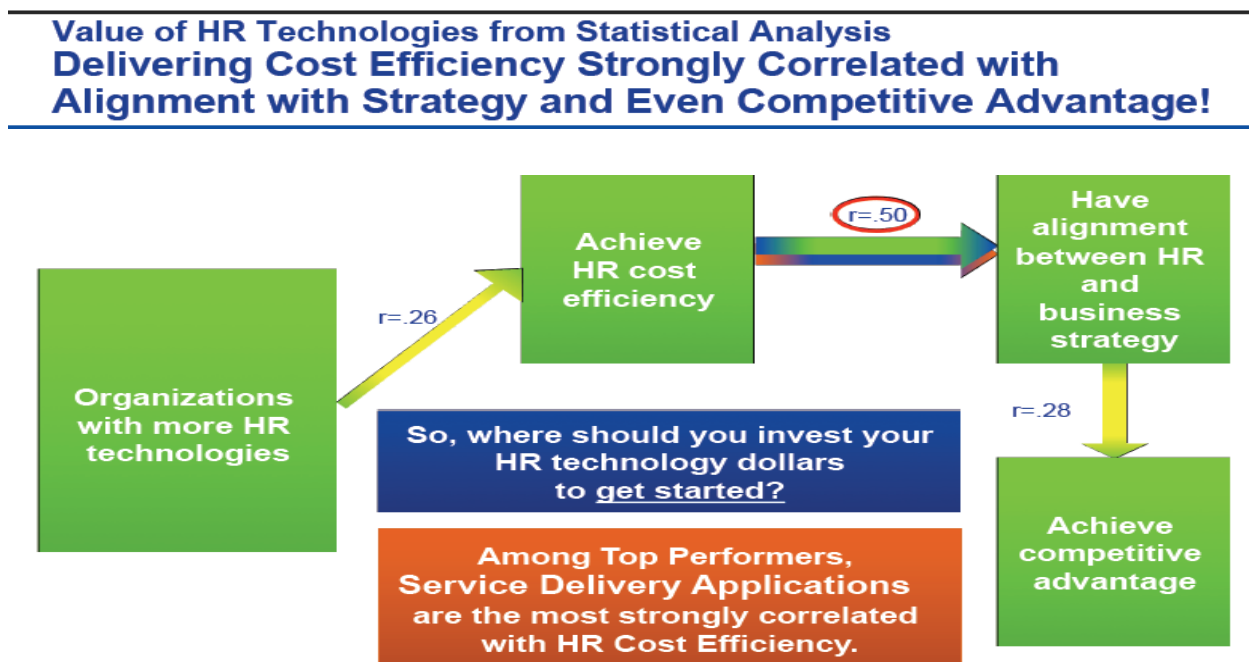 Value of HR Technologies from Statistical Analysis
Delivering Cost Efficiency Strongly Correlated with
Alignment with Strategy and Even Competitive Advantage!
Organizations
with more HR
technologies
r=.26
Achieve
HR cost
efficiency
r=.50
Have
alignment
between HR
and
business
strategy
r=.28
Achieve
competitive
advantage
So, where should you invest your
HR technology dollars
to get started?
Among Top Performers,
Service Delivery Applications
are the most strongly correlated
with HR Cost Efficiency.